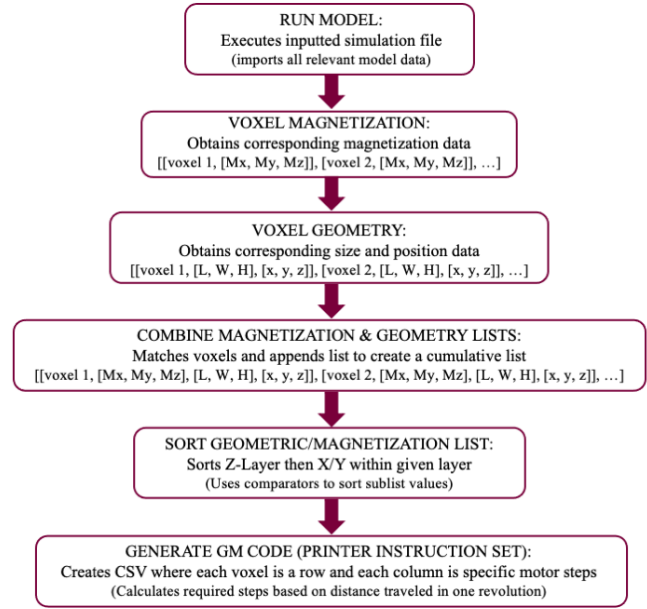 RUN MODEL:
Executes inputted simulation file
(imports all relevant model data)
VOXEL MAGNETIZATION:
Obtains corresponding magnetization data
[[voxel 1, [Mx, My, Mz]], [voxel 2, [Mx, My, Mz]], …]
VOXEL GEOMETRY:
Obtains corresponding size and position data
[[voxel 1, [L, W, H], [x, y, z]], [voxel 2, [L, W, H], [x, y, z]], …]
COMBINE MAGNETIZATION & GEOMETRY LISTS:
Matches voxels and appends list to create a cumulative list
[[voxel 1, [Mx, My, Mz], [L, W, H], [x, y, z]], [voxel 2, [Mx, My, Mz], [L, W, H], [x, y, z]], …]
SORT GEOMETRIC/MAGNETIZATION LIST:
Sorts Z-Layer then X/Y within given layer
(Uses comparators to sort sublist values)
GENERATE GM CODE (PRINTER INSTRUCTION SET):
Creates CSV where each voxel is a row and each column is specific motor steps
(Calculates required steps based on distance traveled in one revolution)